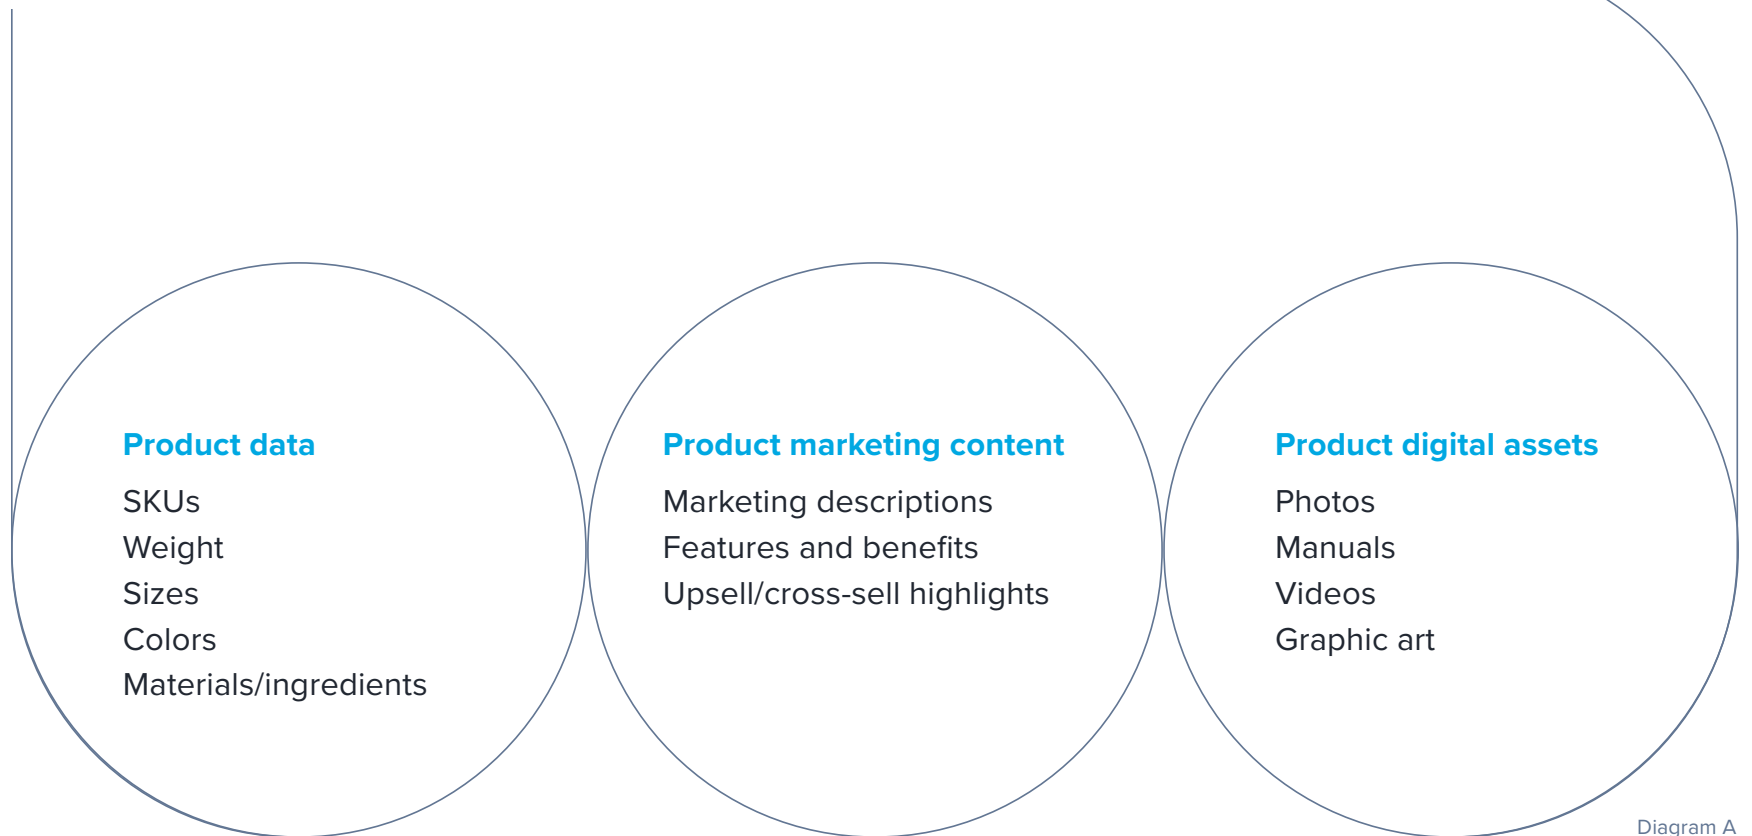 Product data
SKUs
Weight
Sizes
Colors
Materials/ingredients
Product marketing content
Marketing descriptions
Features and benefits
Upsell/cross-sell highlights
Product digital assets
Photos
Manuals
Videos
Graphic art
Diagram A